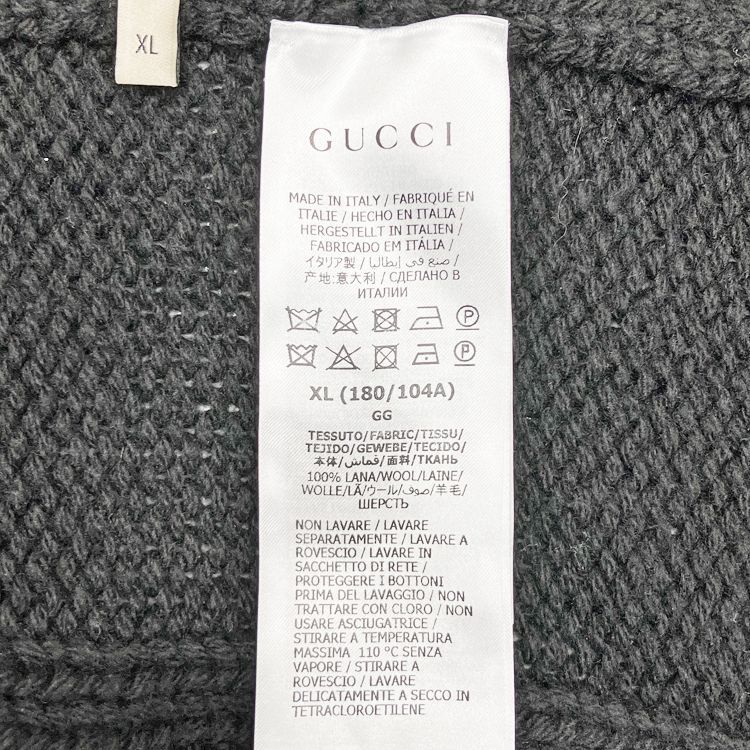 XL
GUCCI
MADE IN ITALY / FABRIQUÉ EN
ITALIE / HECHO EN ITALIA /
HERGESTELLT IN ITALIEN /
FABRICADO EM ITÁLIA /
イタリア製 / صنع في إيطاليا /
产地:意大利 / СДЕЛАНО В
ИТАЛИИ
P
P
XL (180/104A)
GG
TESSUTO/FABRIC/TISSU/
TEJIDO/GEWEBE/TECIDO/
本体/قماش/面料/ТКАНЬ
100% LANA/WOOL/LAINE/
WOLLE/LÃ/ウール/صوف/羊毛/
ШЕРСТЬ
NON LAVARE / LAVARE
SEPARATAMENTE / LAVARE A
ROVESCIO / LAVARE IN
SACCHETTO DI RETE /
PROTEGGERE I BOTTONI
PRIMA DEL LAVAGGIO / NON
TRATTARE CON CLORO / NON
USARE ASCIUGATRICE /
STIRARE A TEMPERATURA
MASSIMA 110 °C SENZA
VAPORE / STIRARE A
ROVESCIO / LAVARE
DELICATAMENTE A SECCO IN
TETRACLOROETILENE